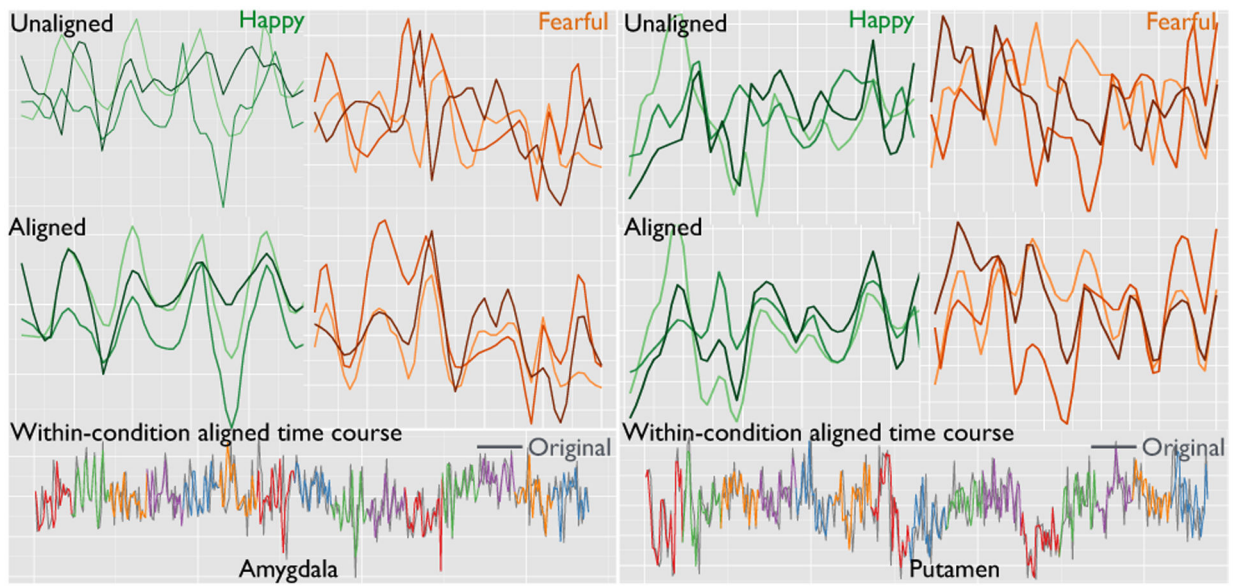 Unaligned Happy Fearful
Unaligned Happy Fearful
Aligned
Aligned
Within-condition aligned time course Original
Within-condition aligned time course Original
Amygdala
Putamen